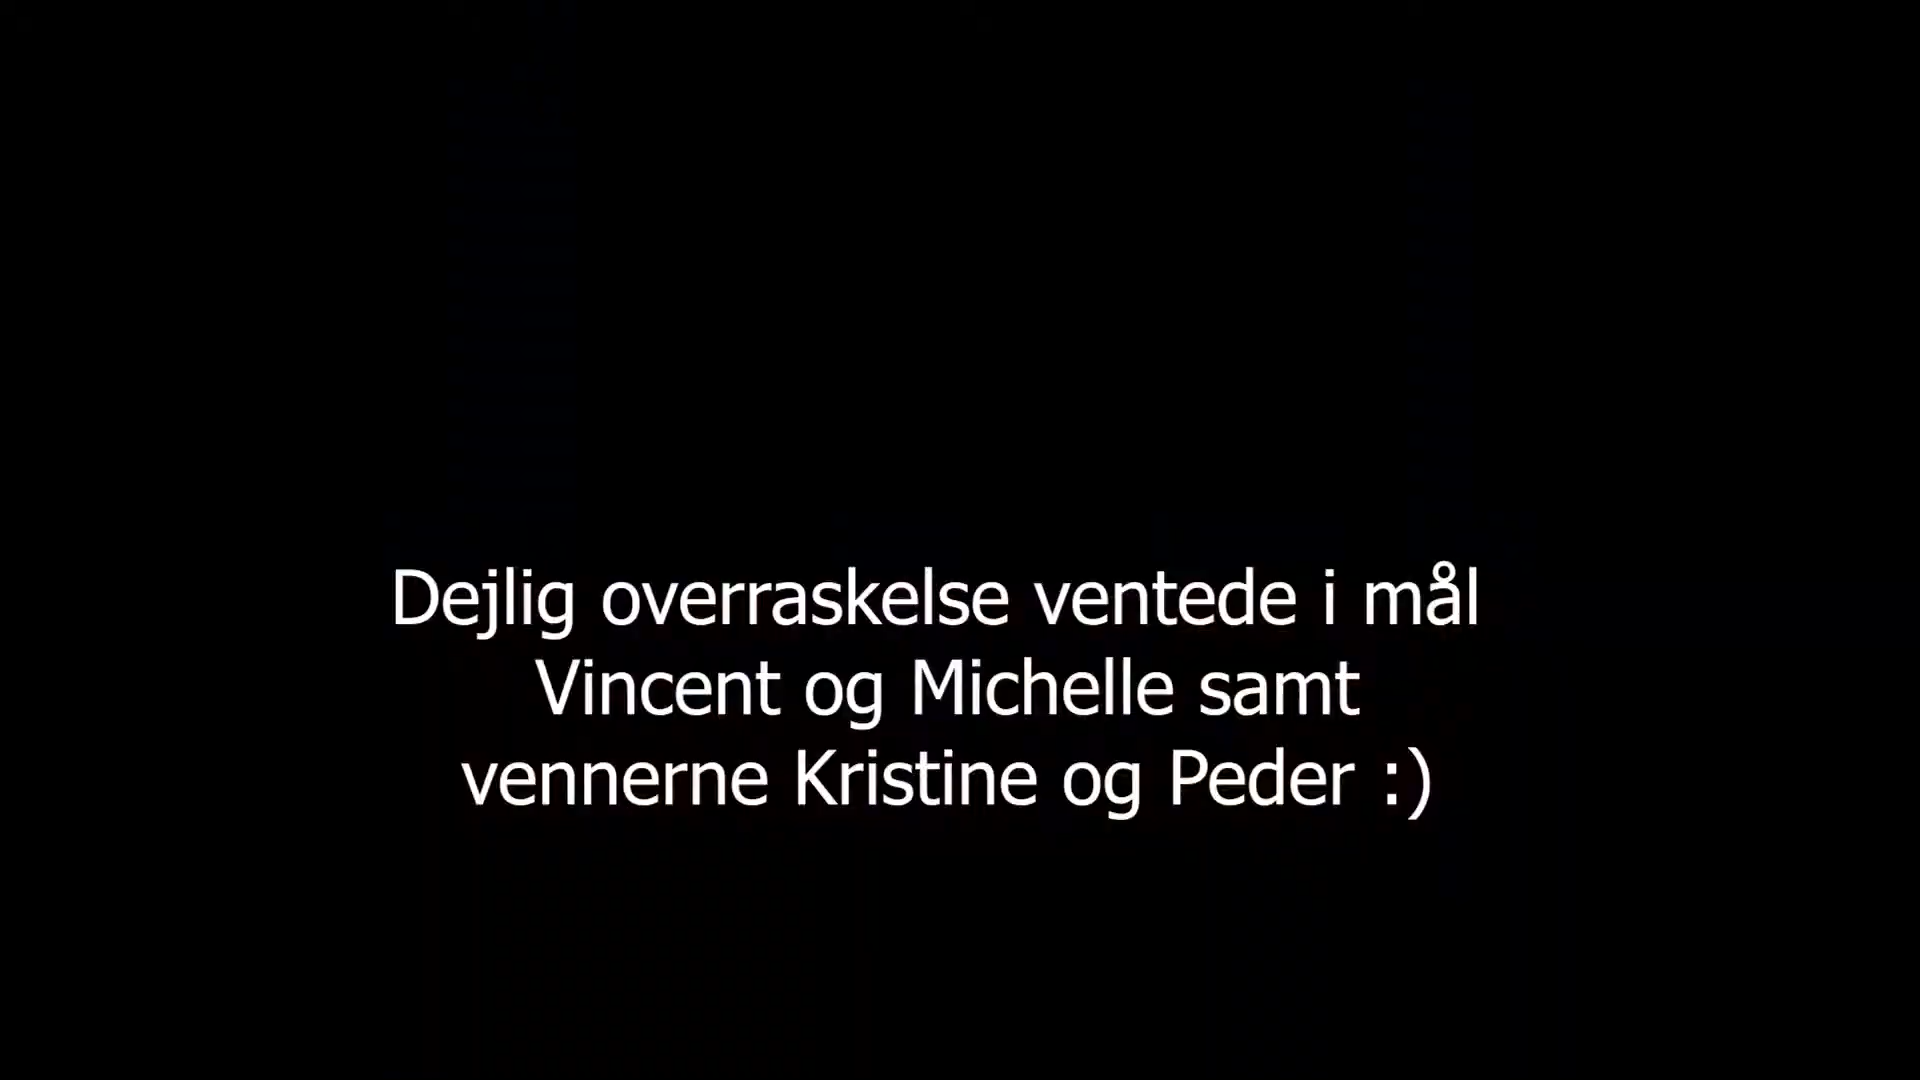 Dejlig overraskelse ventede i mål
Vincent og Michelle samt
vennerne Kristine og Peder :)